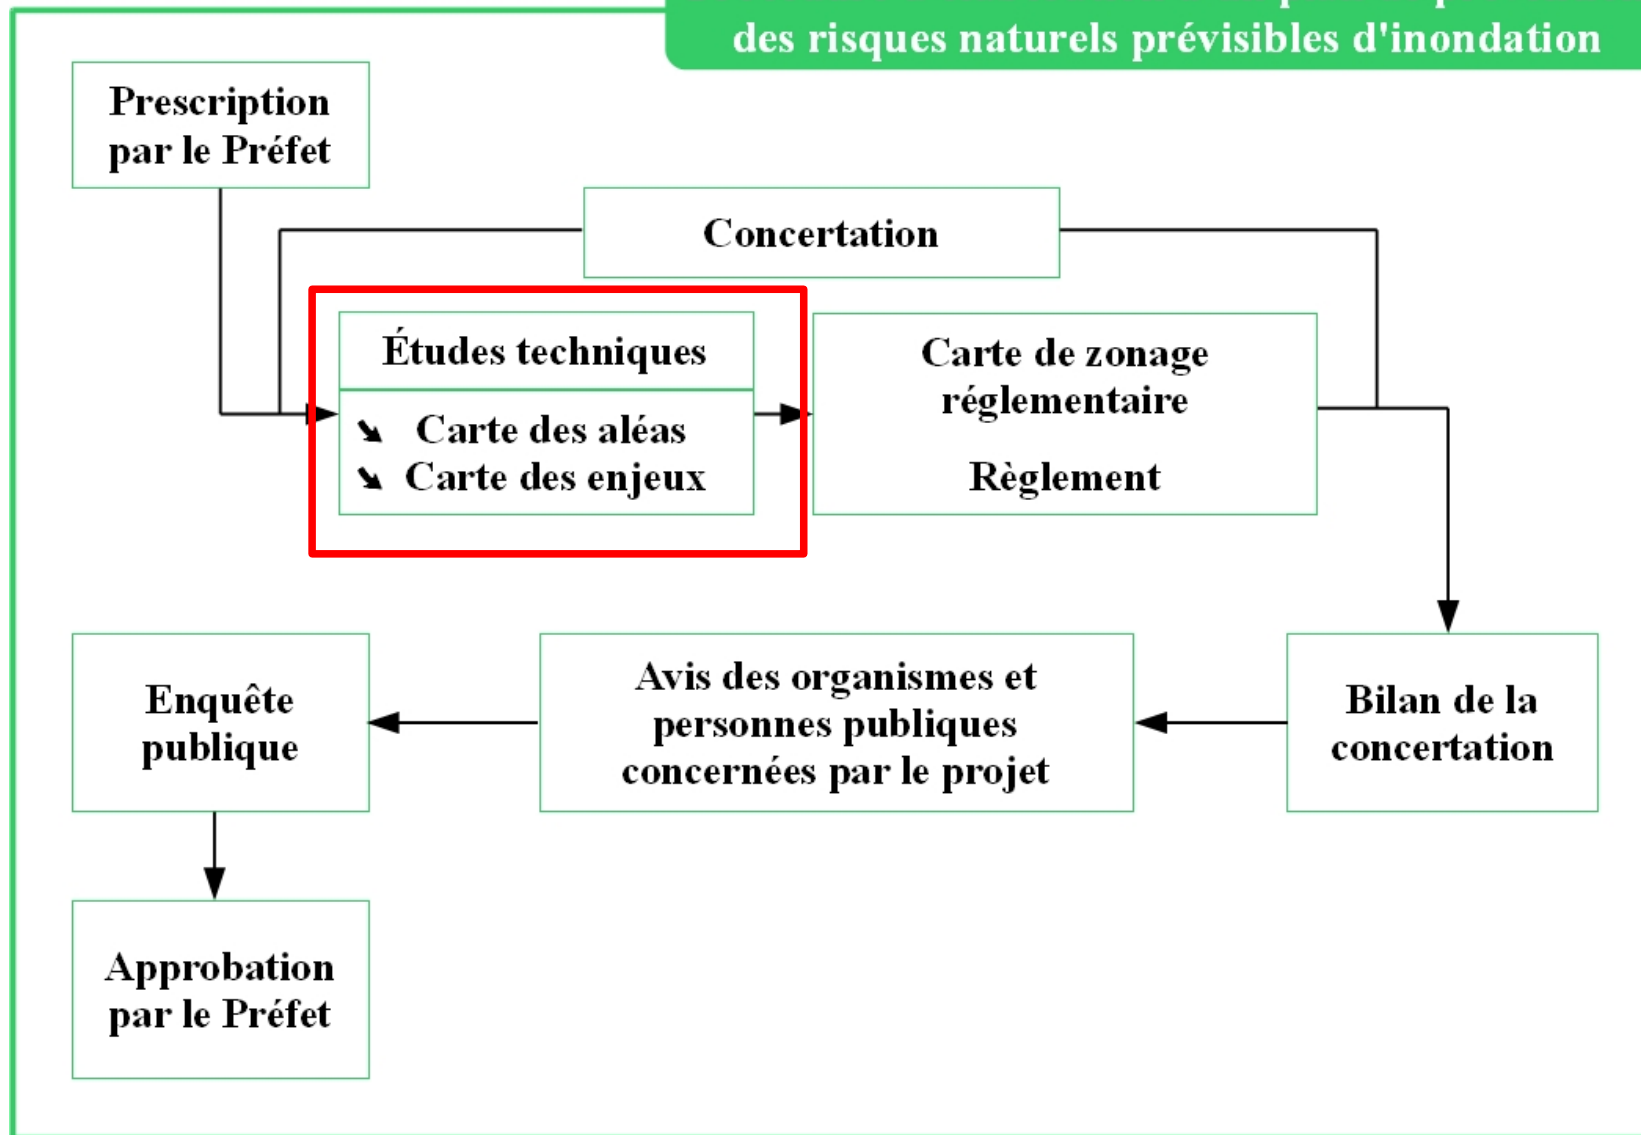 des risques naturels prévisibles d'inondation
Prescription
par le Préfet
Concertation
Études techniques
Carte des aléas
Carte des enjeux
Carte de zonage
réglementaire
Règlement
Bilan de la
concertation
Avis des organismes et
personnes publiques
concernées par le projet
Enquête
publique
Approbation
par le Préfet